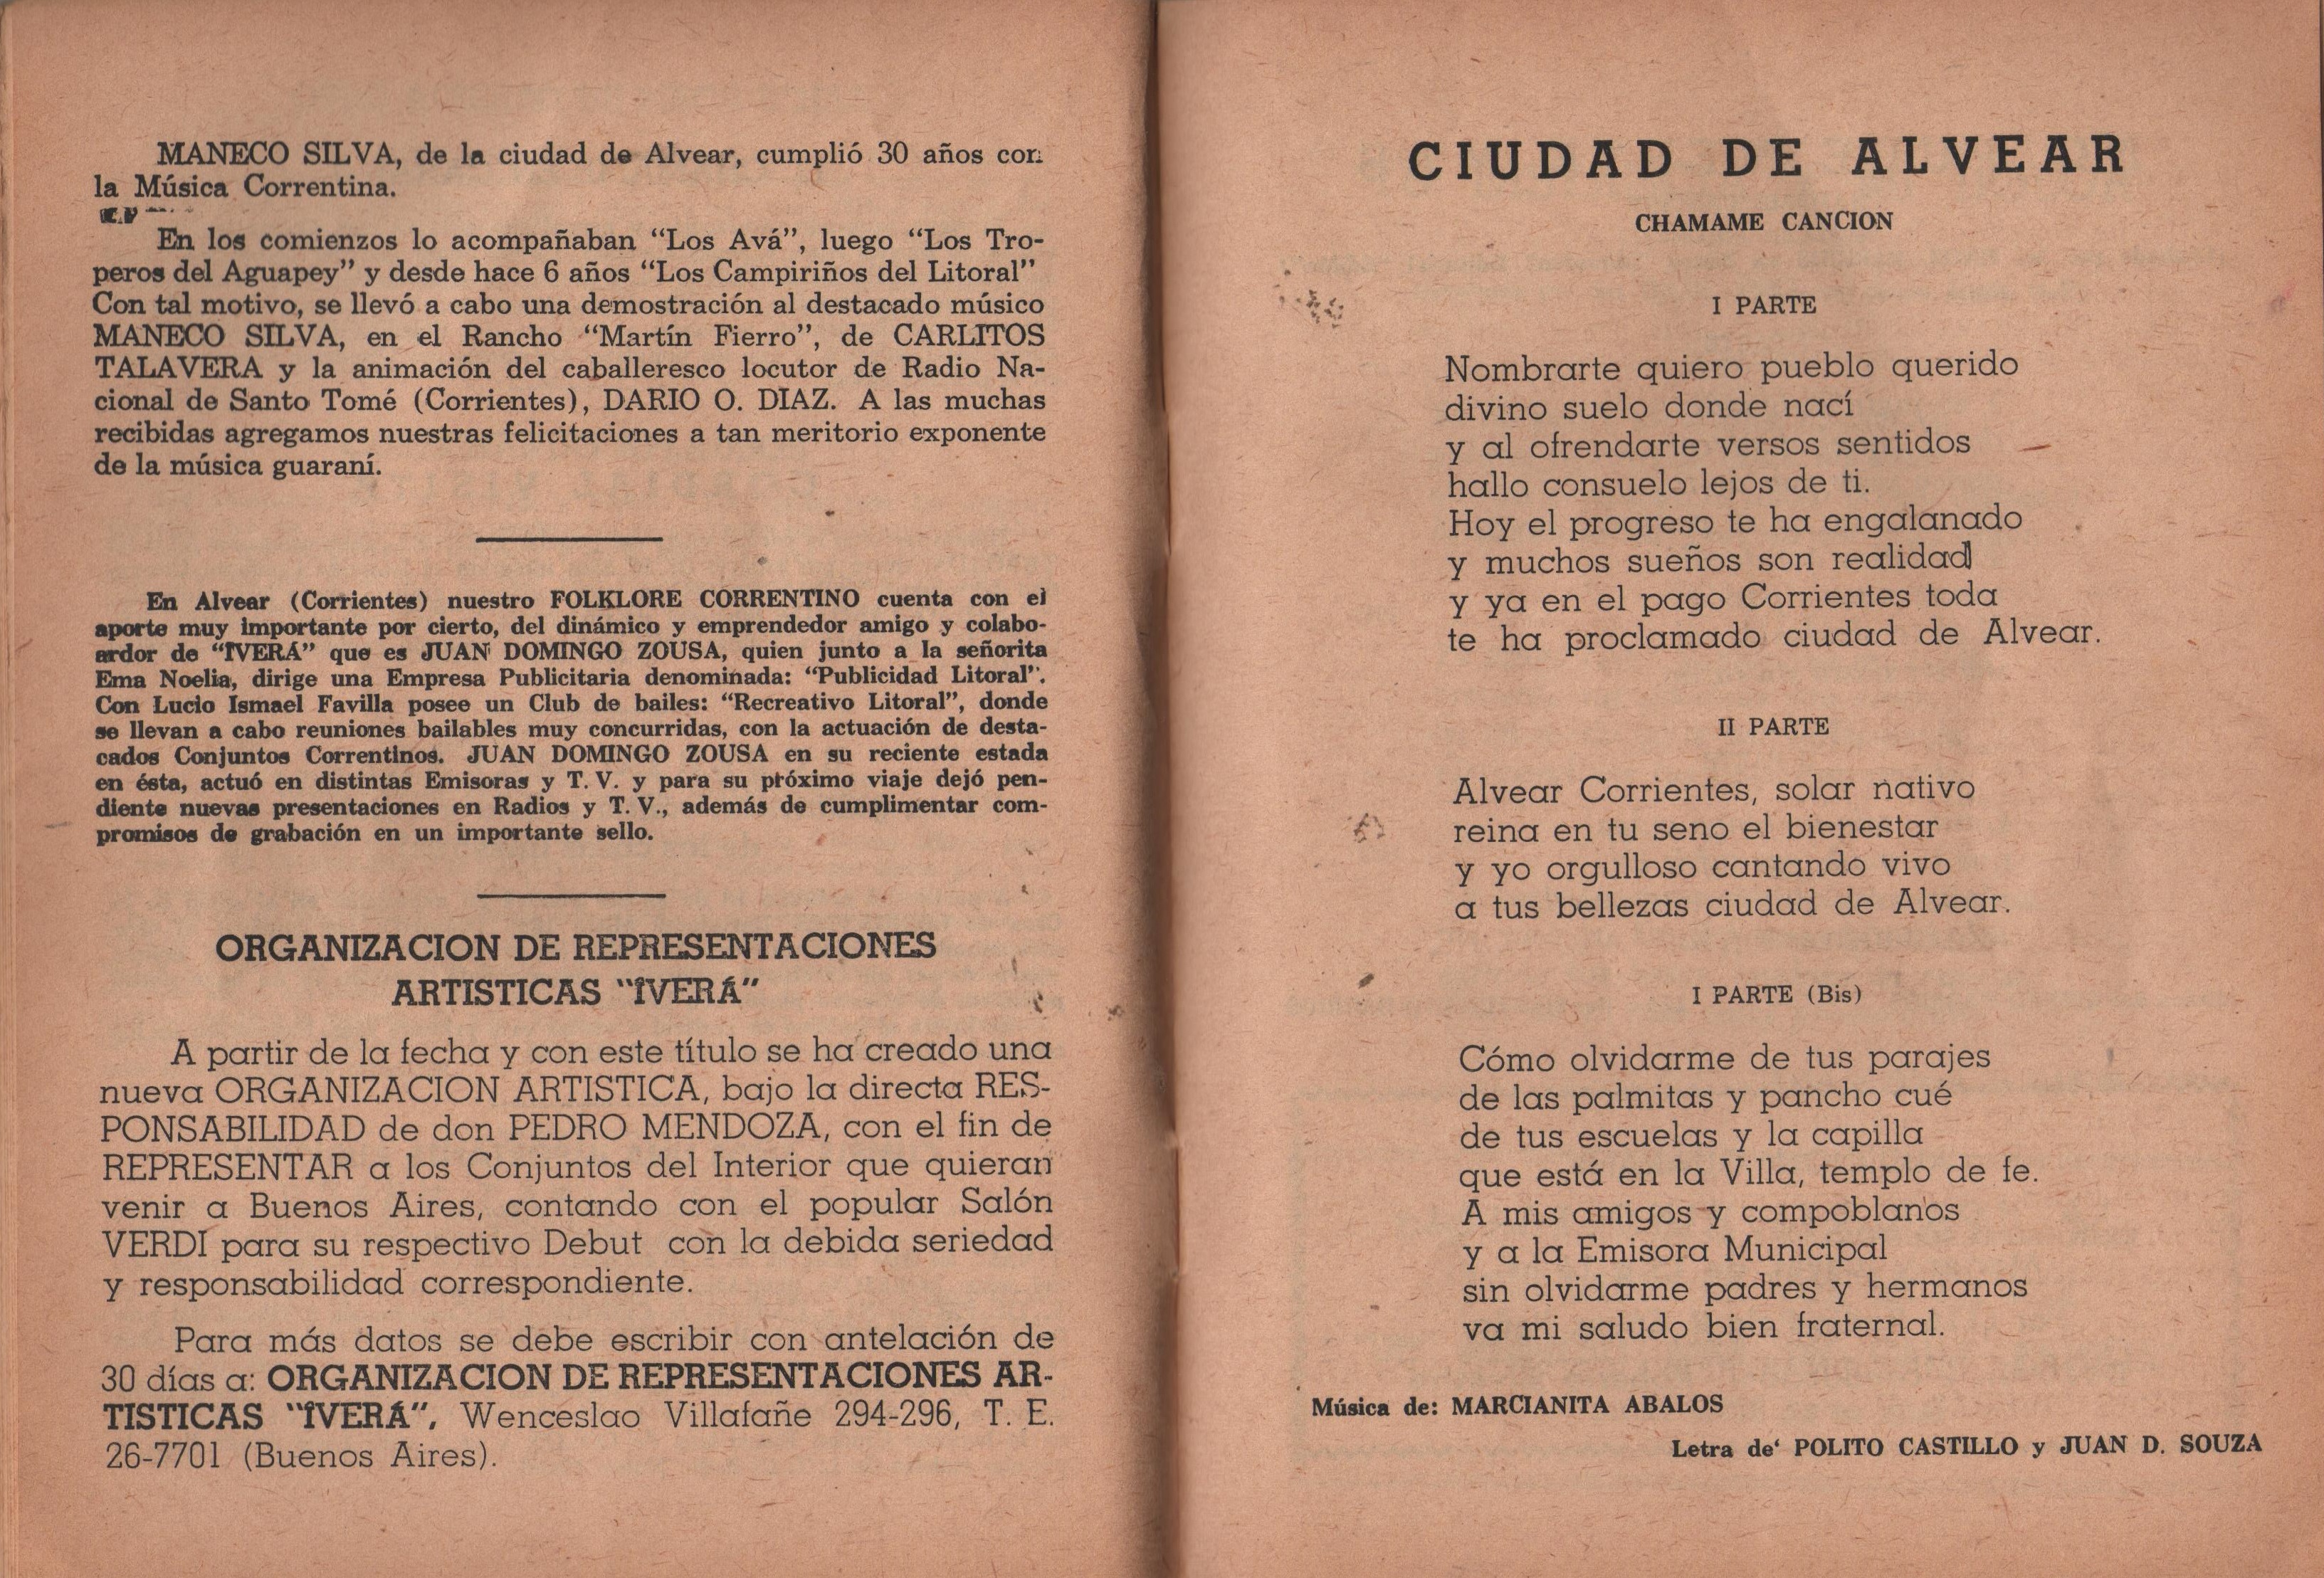 MANECO SILVA, de la ciudad de Alvear, cumplió 30 años con
la Música Correntina.
En los comienzos lo acompañaban “Los Avá”, luego “Los Tro-
peros del Aguapey” y desde hace 6 años “Los Campiriños del Litoral”
Con tal motivo, se llevó a cabo una demostración al destacado músico
MANECO SILVA, en el Rancho “Martín Fierro”, de CARLITOS
TALAVERA y la animación del caballeresco locutor de Radio Na-
cional de Santo Tomé (Corrientes), DARIO O. DIAZ. A las muchas
recibidas agregamos nuestras felicitaciones a tan meritorio exponente
de la música guaraní.
En Alvear (Corrientes) nuestro FOLKLORE CORRENTINO cuenta con el
aporte muy importante por cierto, del dinámico y emprendedor amigo y colabo-
ardor de “ÎVERÁ” que es JUAN DOMINGO ZOUSA, quien junto a la señorita
Ema Noelia, dirige una Empresa Publicitaria denominada: “Publicidad Litoral”.
Con Lucio Ismael Favilla posee un Club de bailes: “Recreativo Litoral”, donde
se llevan a cabo reuniones bailables muy concurridas, con la actuación de desta-
cados Conjuntos Correntinos. JUAN DOMINGO ZOUSA en su reciente estada
en ésta, actuó en distintas Emisoras y T. V. y para su próximo viaje dejó pen-
diente nuevas presentaciones en Radios y T. V., además de cumplimentar com-
promisos de grabación en un importante sello.
ORGANIZACION DE REPRESENTACIONES
ARTISTICAS “ÎVERÁ”
A partir de la fecha y con este título se ha creado una
nueva ORGANIZACION ARTISTICA, bajo la directa RES-
PONSABILIDAD de don PEDRO MENDOZA, con el fin de
REPRESENTAR a los Conjuntos del Interior que quieran
venir a Buenos Aires, contando con el popular Salón
VERDI para su respectivo Debut con la debida seriedad
y responsabilidad correspondiente.
Para más datos se debe escribir con antelación de
30 días a: ORGANIZACION DE REPRESENTACIONES AR-
TISTICAS “ÎVERÁ”, Wenceslao Villafañe 294-296, T. E.
26-7701 (Buenos Aires).
CIUDAD DE ALVEAR
CHAMAME CANCION
I PARTE
Nombrarte quiero pueblo querido
divino suelo donde nací
y al ofrendarte versos sentidos
hallo consuelo lejos de ti.
Hoy el progreso te ha engalanado
y muchos sueños son realidad
y ya en el pago Corrientes toda
te ha proclamado ciudad de Alvear.
II PARTE
Alvear Corrientes, solar nativo
reina en tu seno el bienestar
y yo orgulloso cantando vivo
a tus bellezas ciudad de Alvear.
I PARTE (Bis)
Cómo olvidarme de tus parajes
de las palmitas y pancho cué
de tus escuelas y la capilla
que está en la Villa, templo de fe.
A mis amigos y compoblanos
y a la Emisora Municipal
sin olvidarme padres y hermanos
va mi saludo bien fraternal.
Música de: MARCIANITA ABALOS
Letra de‘ POLITO CASTILLO y JUAN D. SOUZA